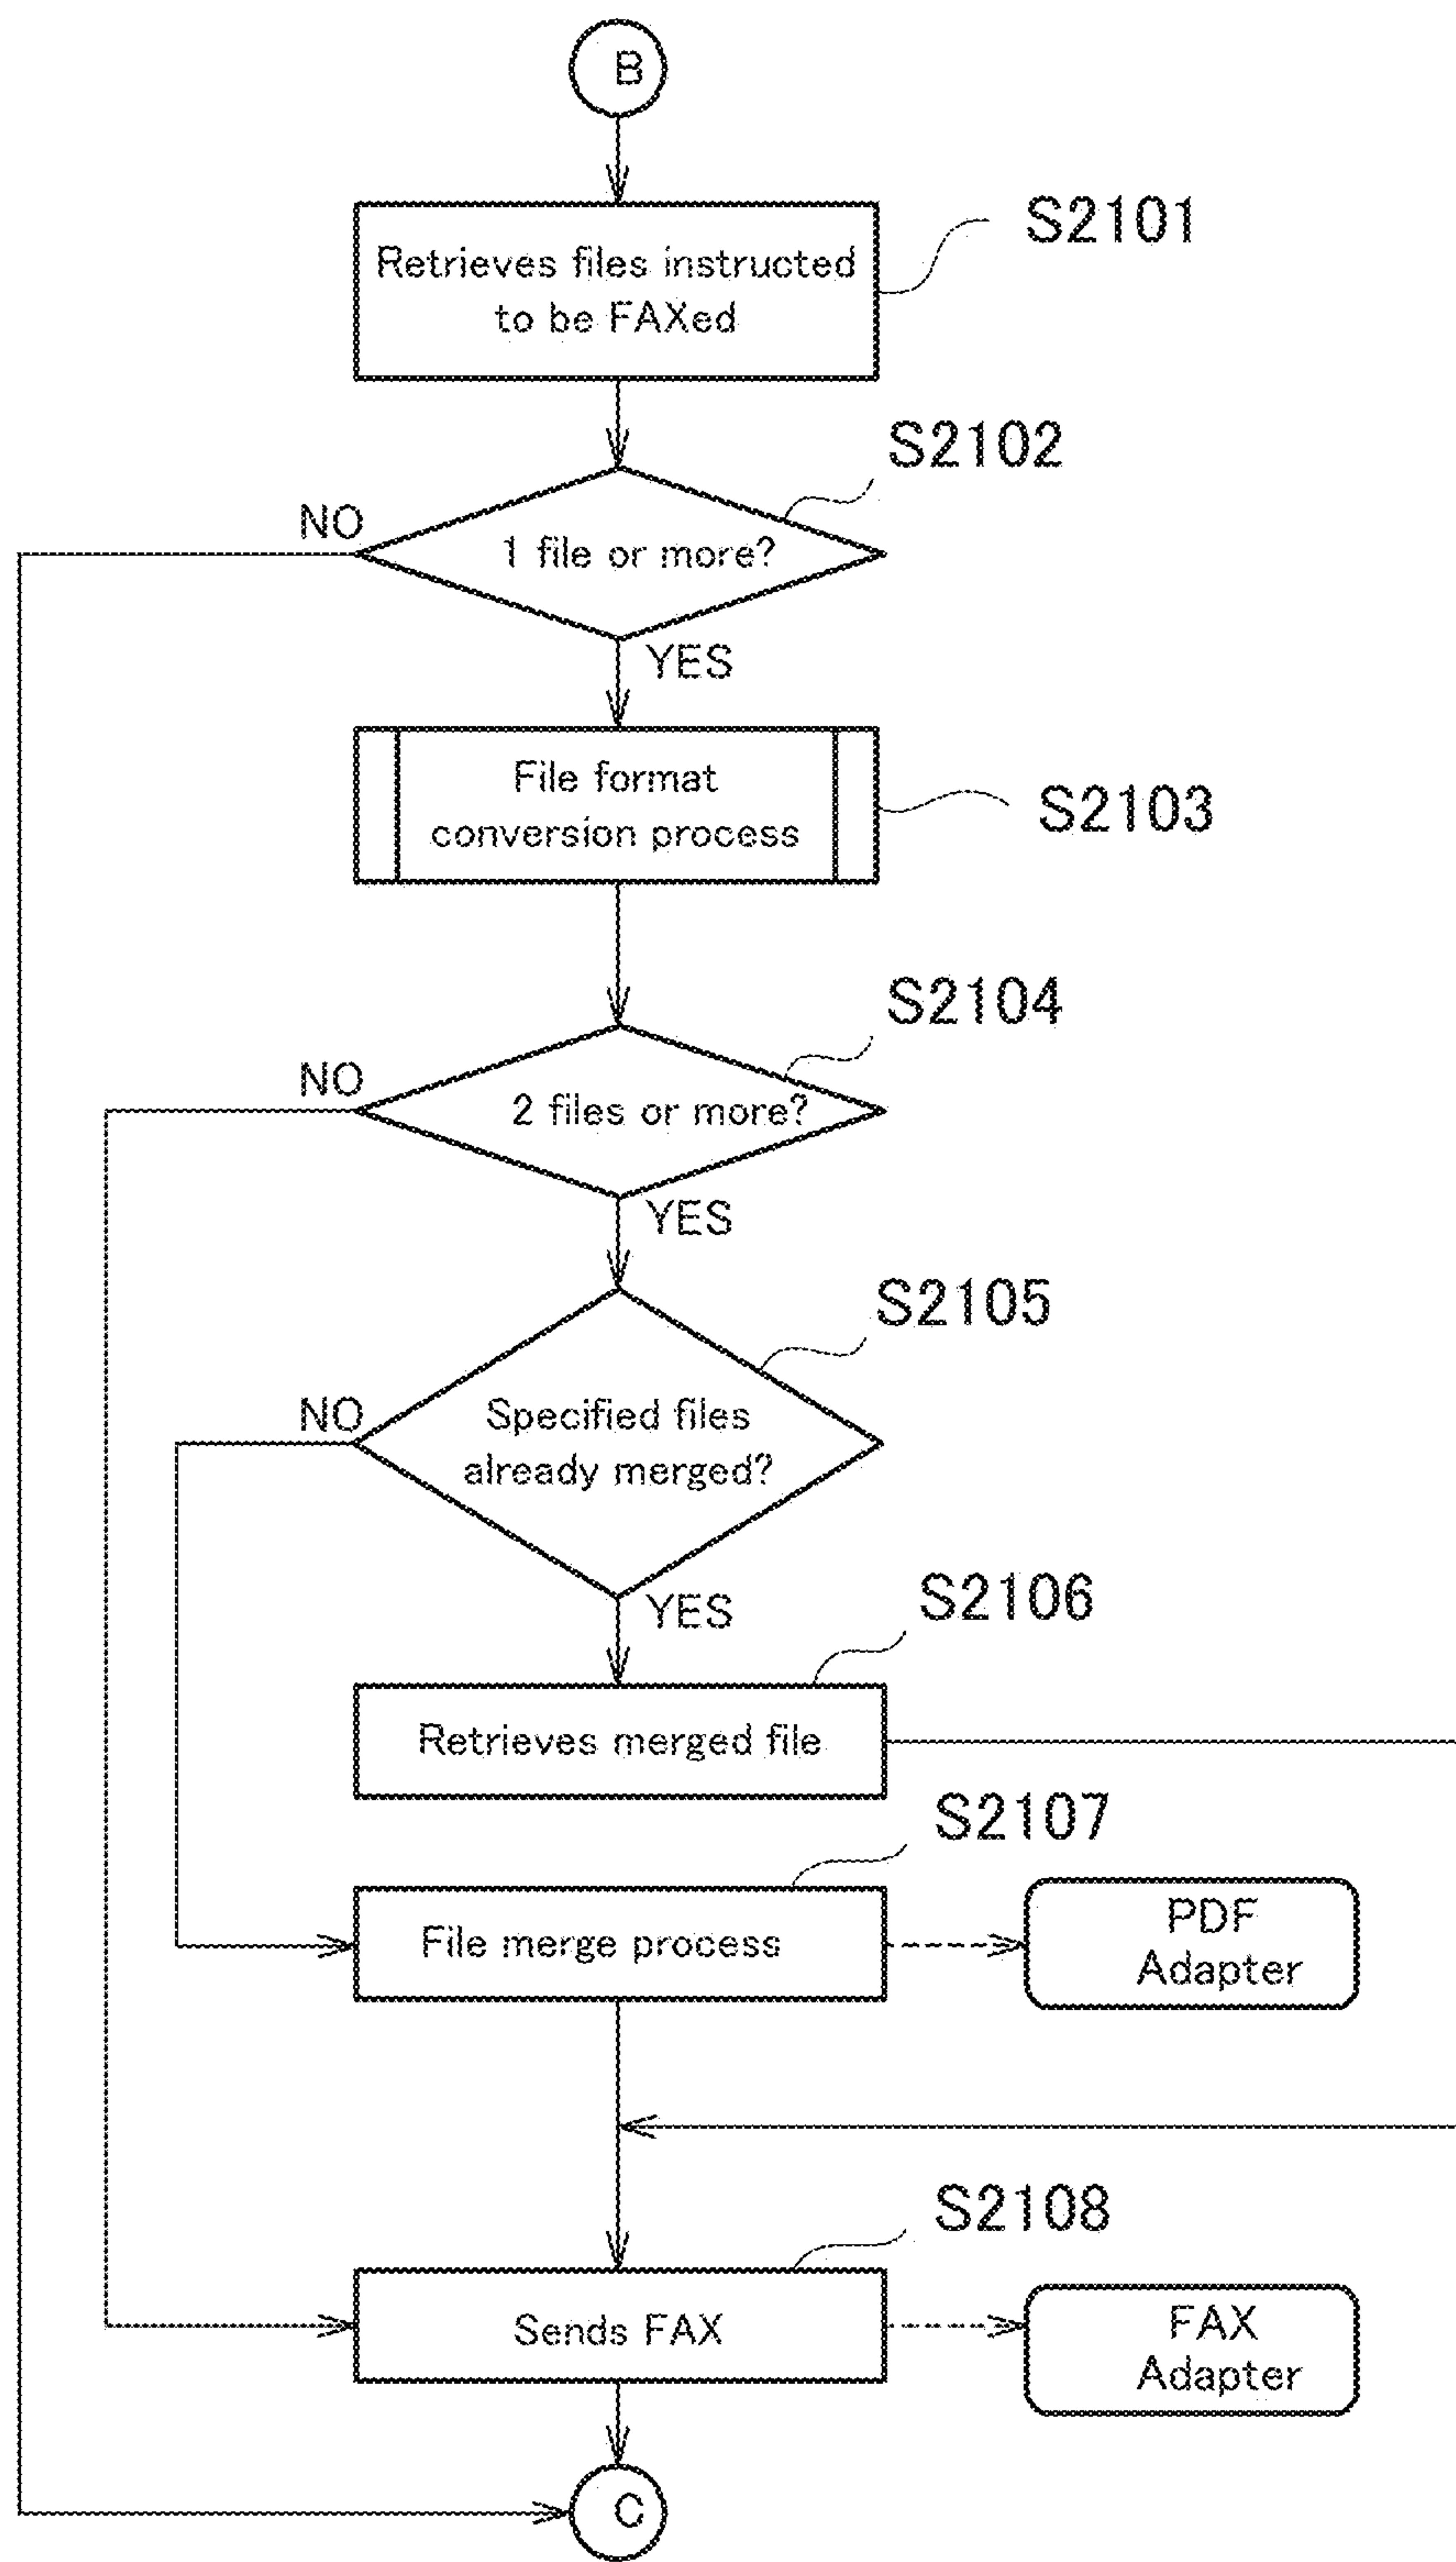 B
Retrieves files instructed
to be FAXed
S2101
S2102
NO
1 file or more?
YES
File format
conversion process
S2103
S2104
NO
2 files or more?
YES
S2105
NO
Specified files
already merged?
YES
S2106
Retrieves merged file
S2107
File merge process
PDF
Adapter
S2108
Sends FAX
FAX
Adapter
C